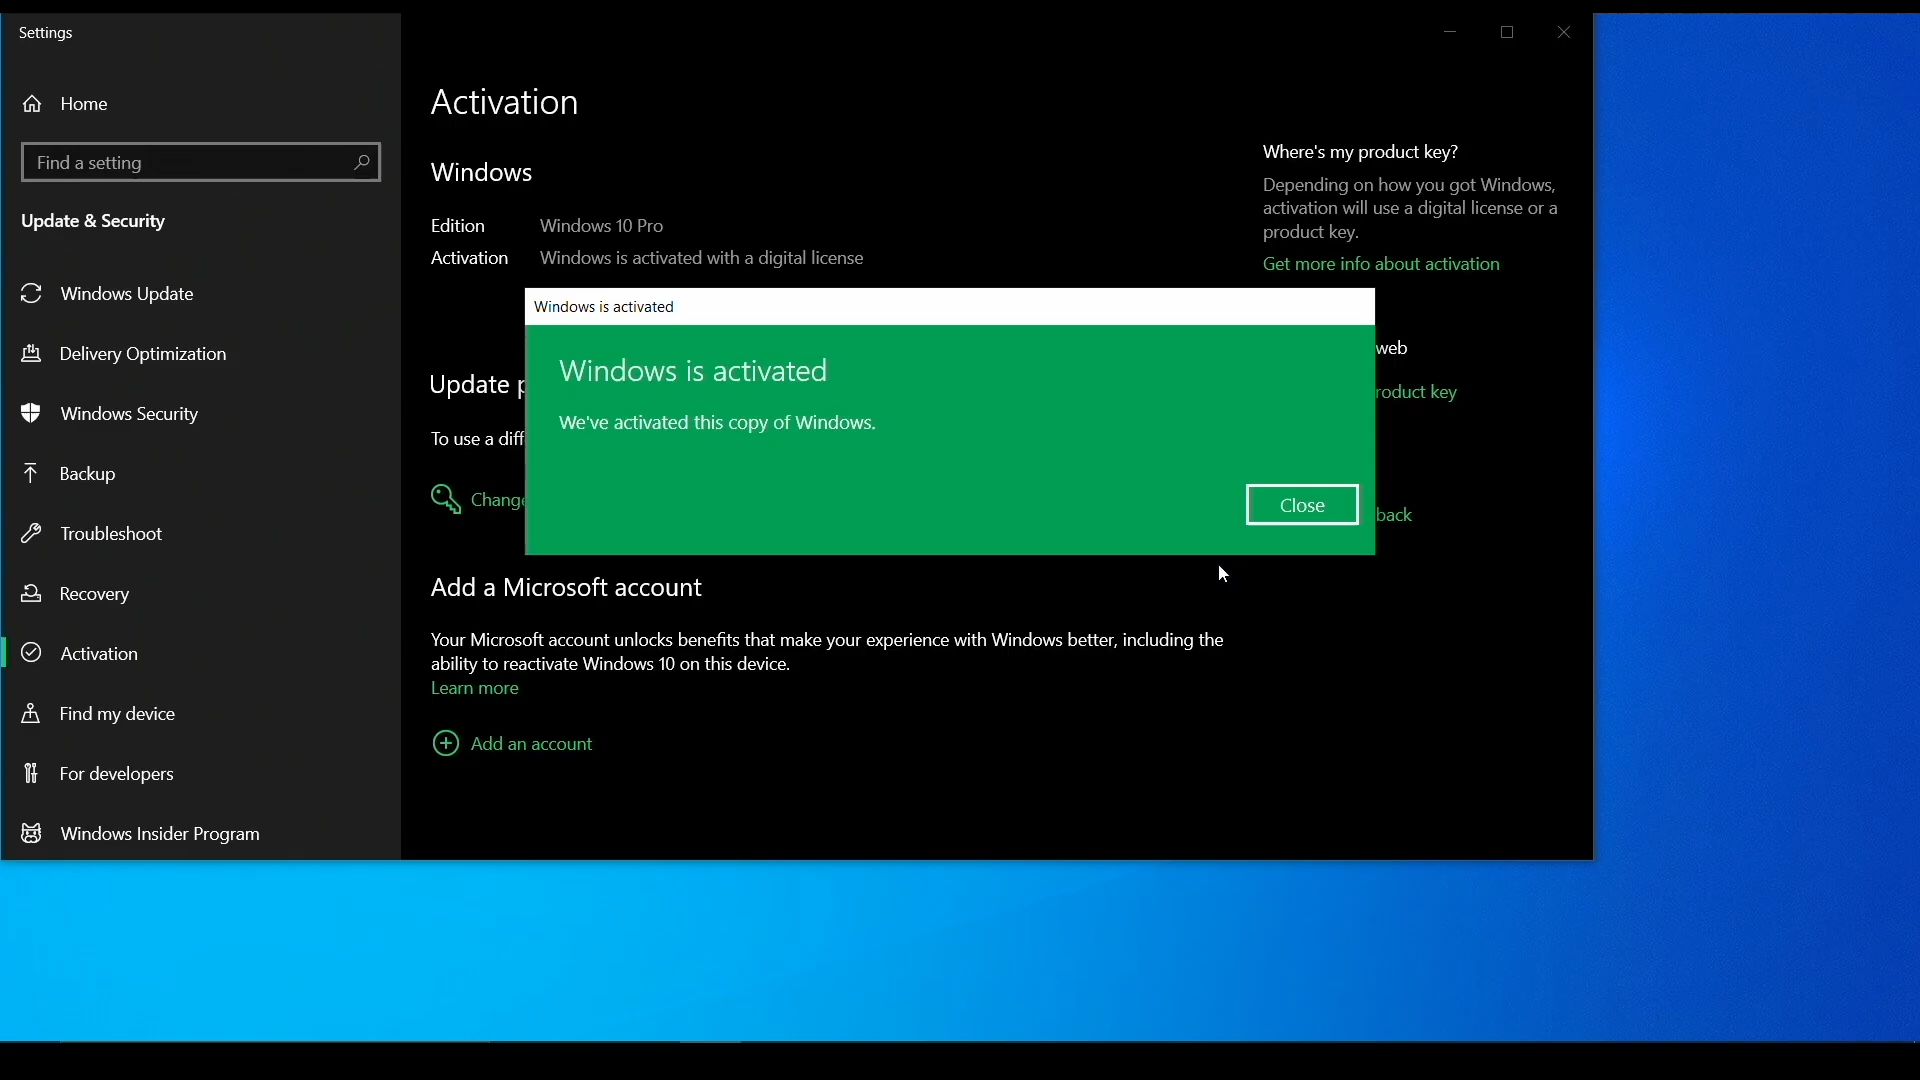 Settings
Home
Find a setting
Update & Security
Windows Update
Delivery Optimization
Windows Security
Backup
Troubleshoot
Recovery
Activation
Find my device
For developers
Windows Insider Program
Activation
Windows
Edition Windows 10 Pro
Activation Windows is activated with a digital license
Update p
To use a diff
Change
Windows is activated
Windows is activated
We've activated this copy of Windows.
Close
Add a Microsoft account
Your Microsoft account unlocks benefits that make your experience with Windows better, including the
ability to reactivate Windows 10 on this device.
Learn more
Add an account
Where's my product key?
Depending on how you got Windows,
activation will use a digital license or a
product key.
Get more info about activation
web
roduct key
back